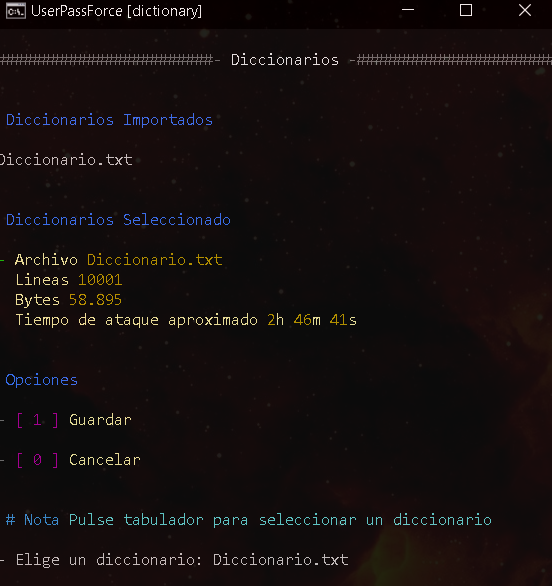 UserPassForce [dictionary]
##########################- Diccionarios -##########################
Diccionarios Importados
Diccionario.txt
Diccionarios Seleccionado
- Archivo Diccionario.txt
Lineas 10001
Bytes 58.895
Tiempo de ataque aproximado 2h 46m 41s
Opciones
- [ 1 ] Guardar
- [ 0 ] Cancelar
# Nota Pulse tabulador para seleccionar un diccionario
- Elige un diccionario: Diccionario.txt